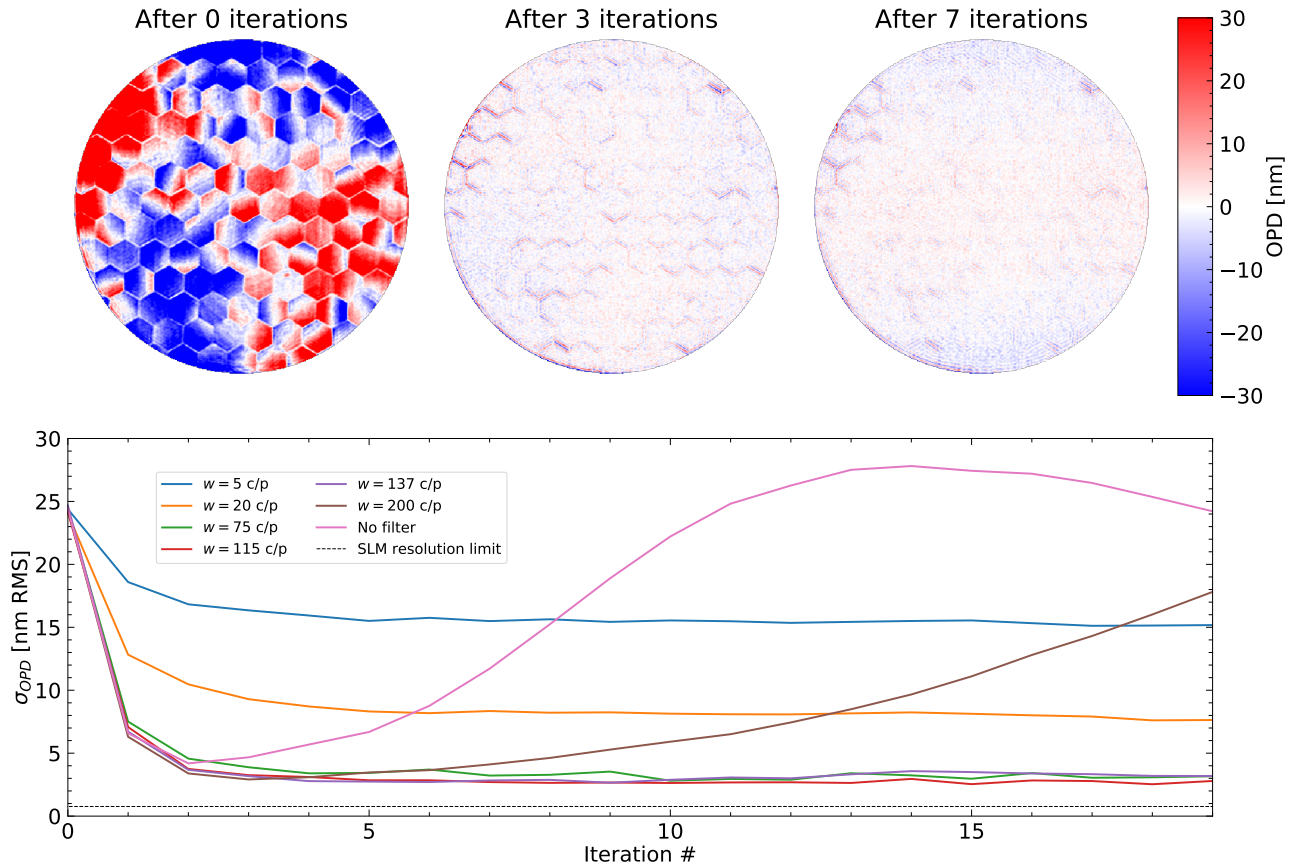 After 0 iterations
After 3 iterations
After 7 iterations
30
20
10
0
−10
−20
−30
OPD [nm]
30
25
20
15
10
5
0
σOPD [nm RMS]
w = 5 c/p
w = 20 c/p
w = 75 c/p
w = 115 c/p
w = 137 c/p
w = 200 c/p
No filter
SLM resolution limit
0
5
10
15
Iteration #